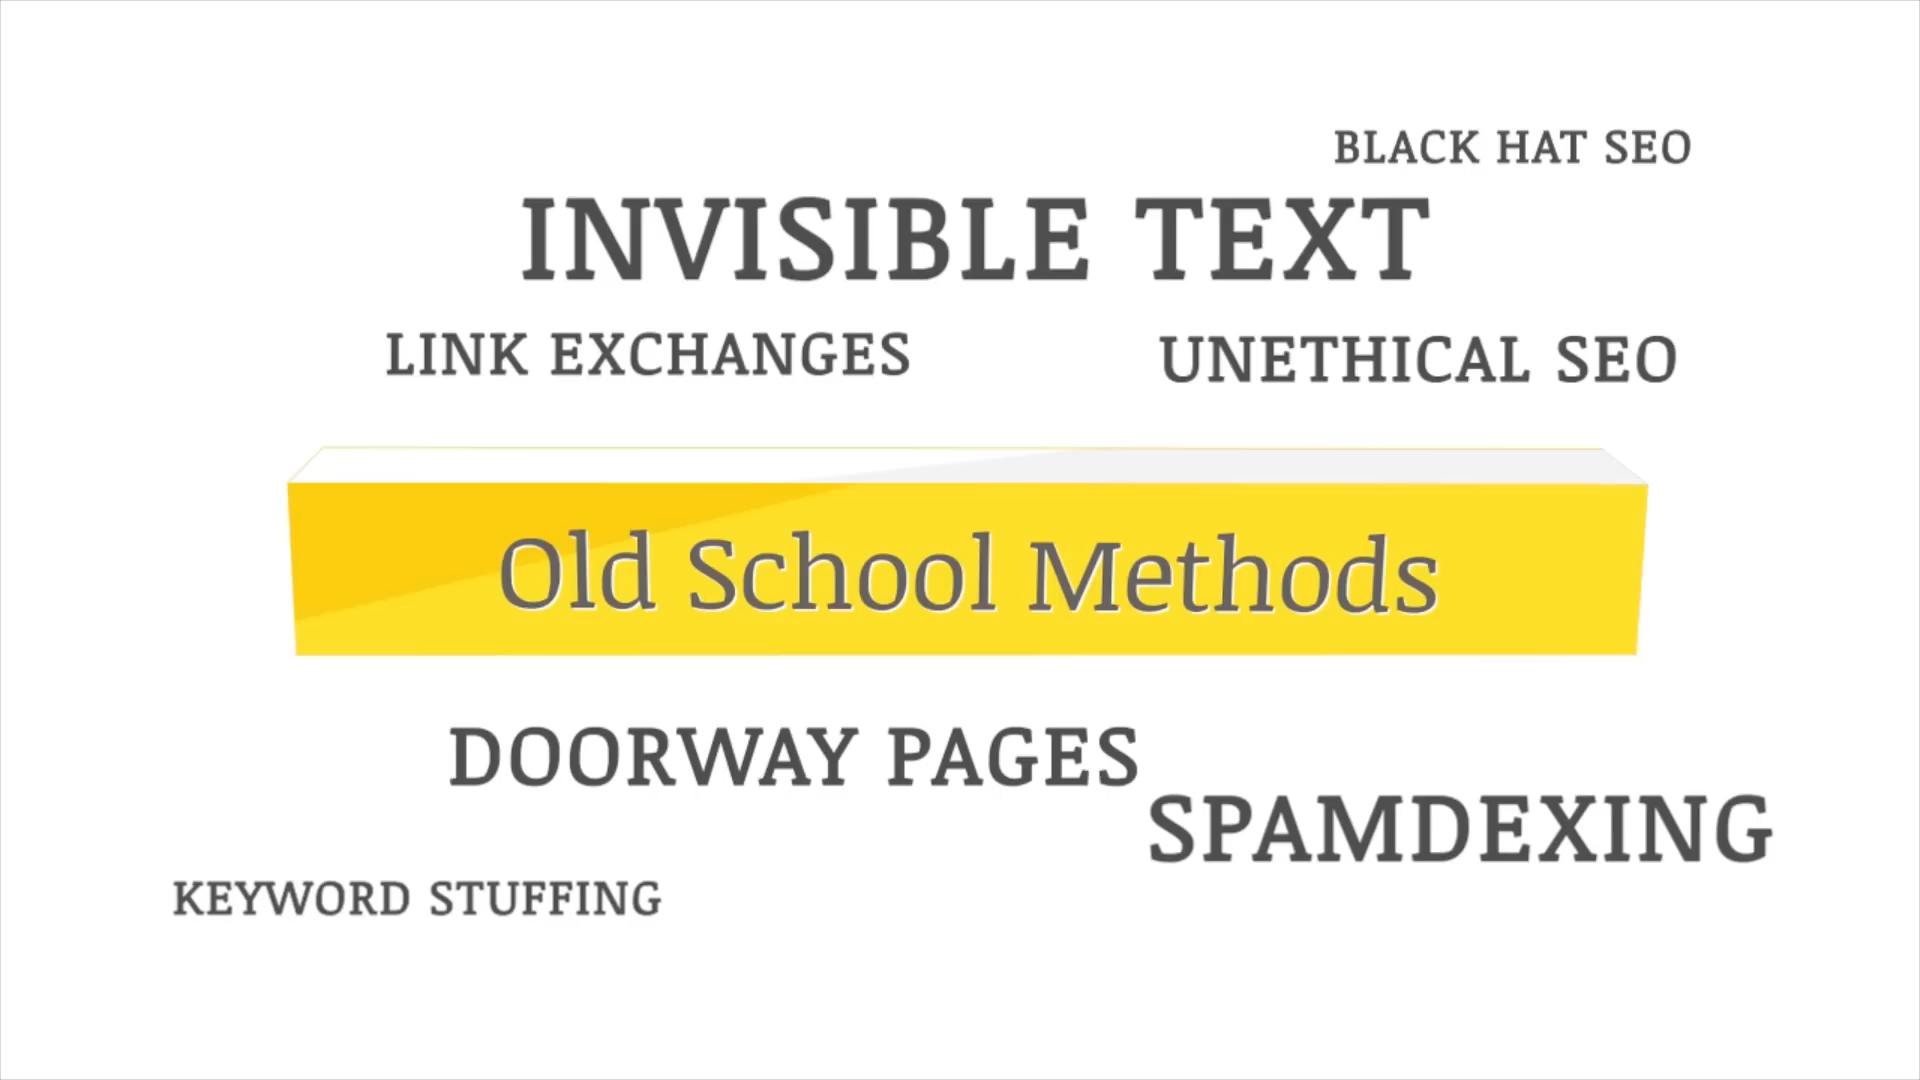 BLACK HAT SEO
INVISIBLE TEXT
LINK EXCHANGES
UNETHICAL SEO
Old School Methods
DOORWAY PAGES
SPAMDEXING
KEYWORD STUFFING